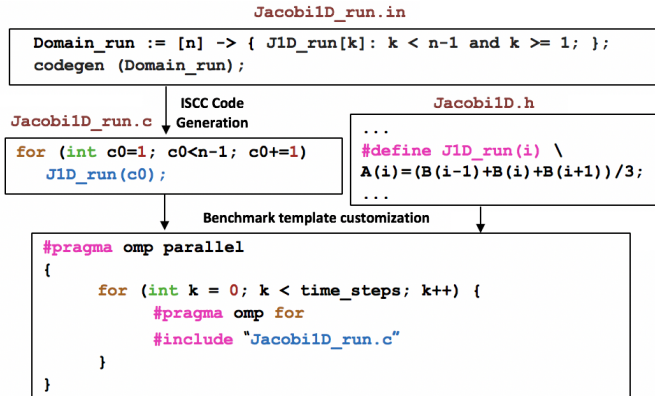 Jacobi1D_run.in
Domain_run := [n] -> { J1D_run[k]: k < n-1 and k >= 1; };
codegen (Domain_run);
ISCC Code
Generation
Jacobi1D_run.c
for (int c0=1; c0<n-1; c0+=1)
J1D_run(c0);
Jacobi1D.h
...
#define J1D_run(i) \
A(i)=(B(i-1)+B(i)+B(i+1))/3;
...
Benchmark template customization
#pragma omp parallel
{
for (int k = 0; k < time_steps; k++) {
#pragma omp for
#include “Jacobi1D_run.c”
}
}